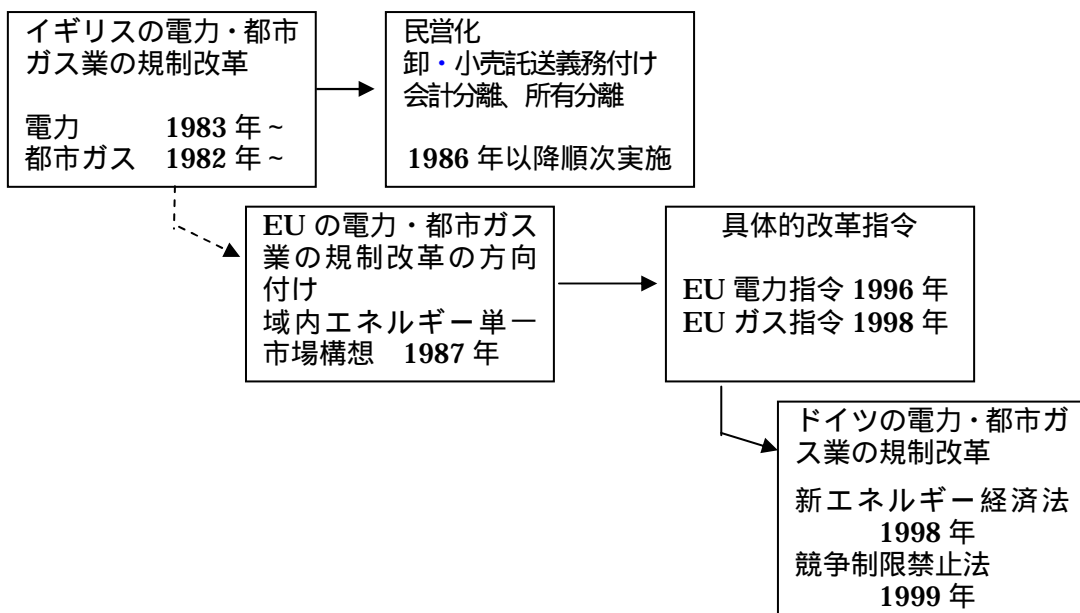 イギリスの電力・都市
ガス業の規制改革
電力 1983 年~
都市ガス 1982 年~
民営化
卸・小売託送義務付け
会計分離、所有分離
1986 年以降順次実施
EU の電力・都市ガス
業の規制改革の方向
付け
域内エネルギー単一
市場構想 1987 年
具体的改革指令
EU 電力指令 1996 年
EU ガス指令 1998 年
ドイツの電力・都市ガ
ス業の規制改革
新エネルギー経済法
1998 年
競争制限禁止法
1999 年